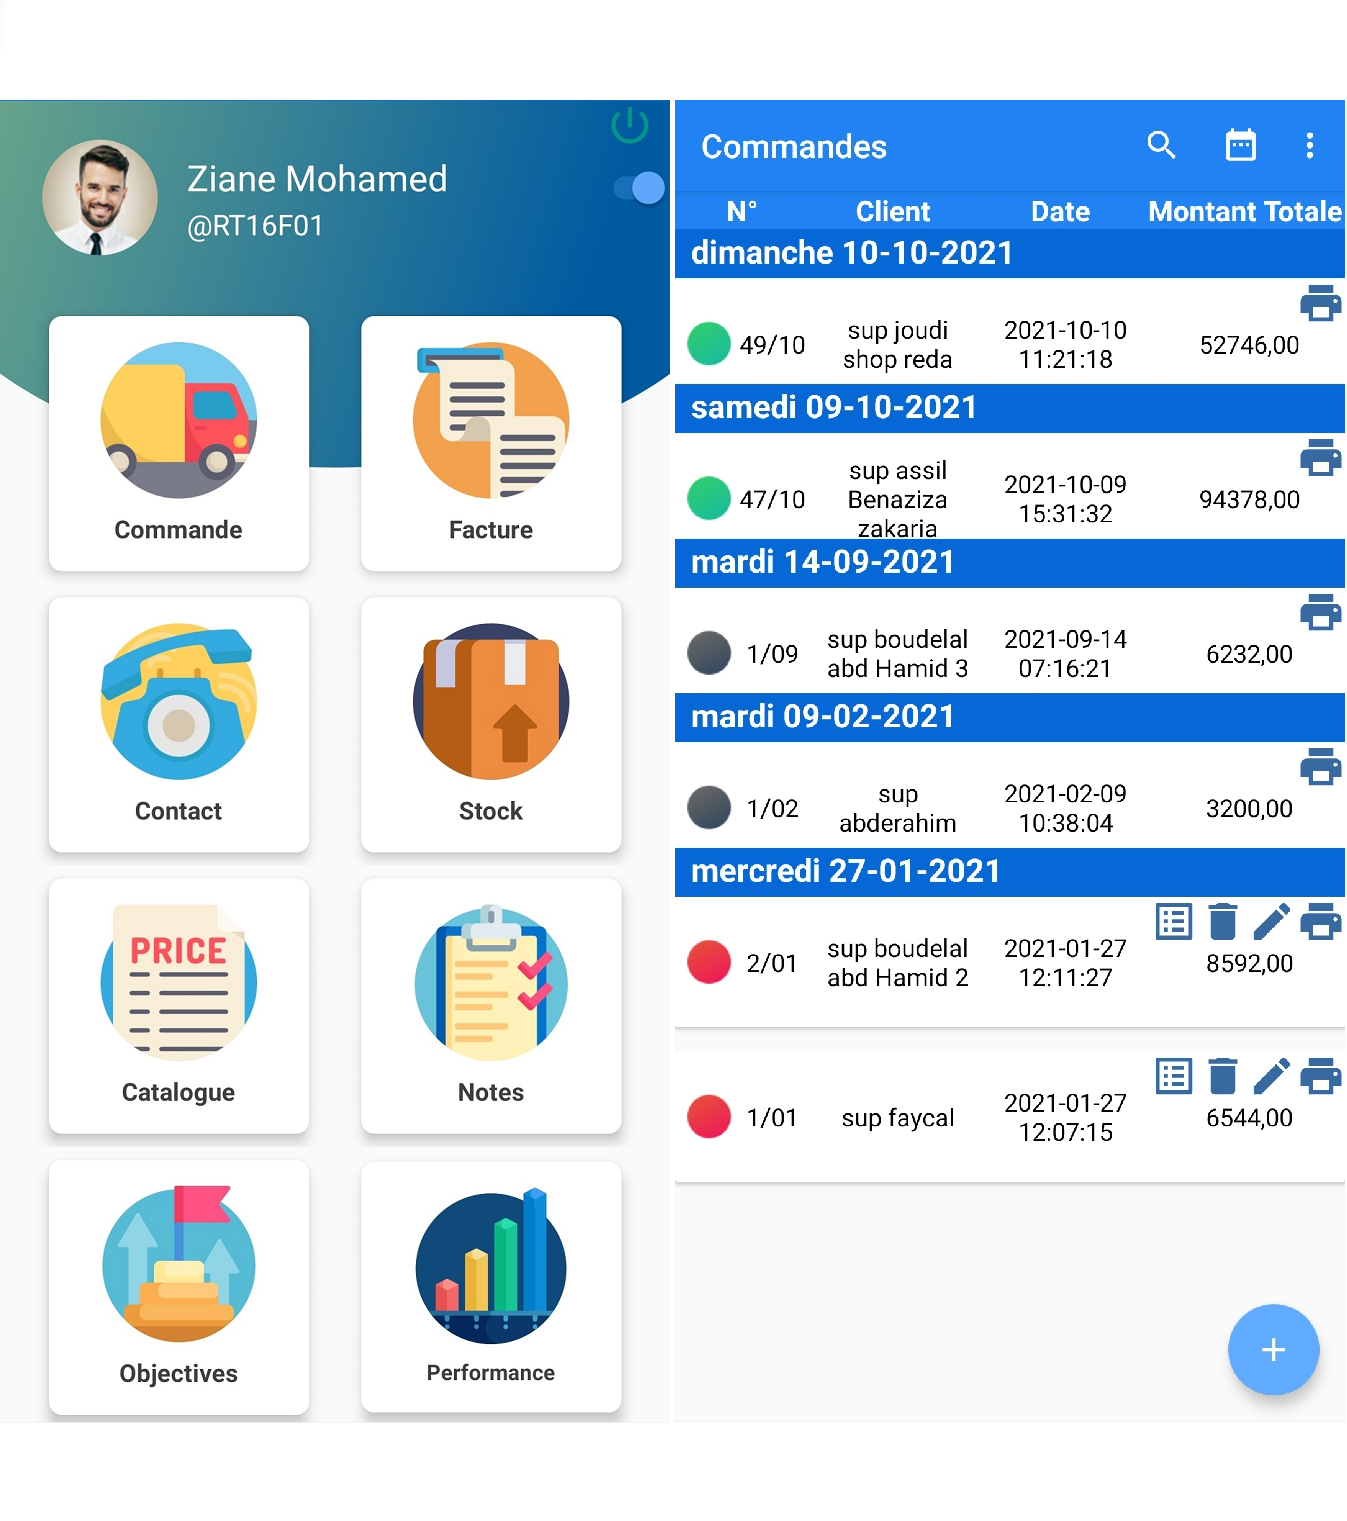 Ziane Mohamed
@RT16F01
Commande
Facture
Contact
Stock
PRICE
Catalogue
Notes
Objectives
Performance
Commandes
N° Client Date Montant Totale
dimanche 10-10-2021
49/10 sup joudi shop reda 2021-10-10 11:21:18 52746,00
samedi 09-10-2021
47/10 sup assil Benaziza zakaria 2021-10-09 15:31:32 94378,00
mardi 14-09-2021
1/09 sup boudelal abd Hamid 3 2021-09-14 07:16:21 6232,00
mardi 09-02-2021
1/02 sup abderahim 2021-02-09 10:38:04 3200,00
mercredi 27-01-2021
2/01 sup boudelal abd Hamid 2 2021-01-27 12:11:27 8592,00
1/01 sup faycal 2021-01-27 12:07:15 6544,00